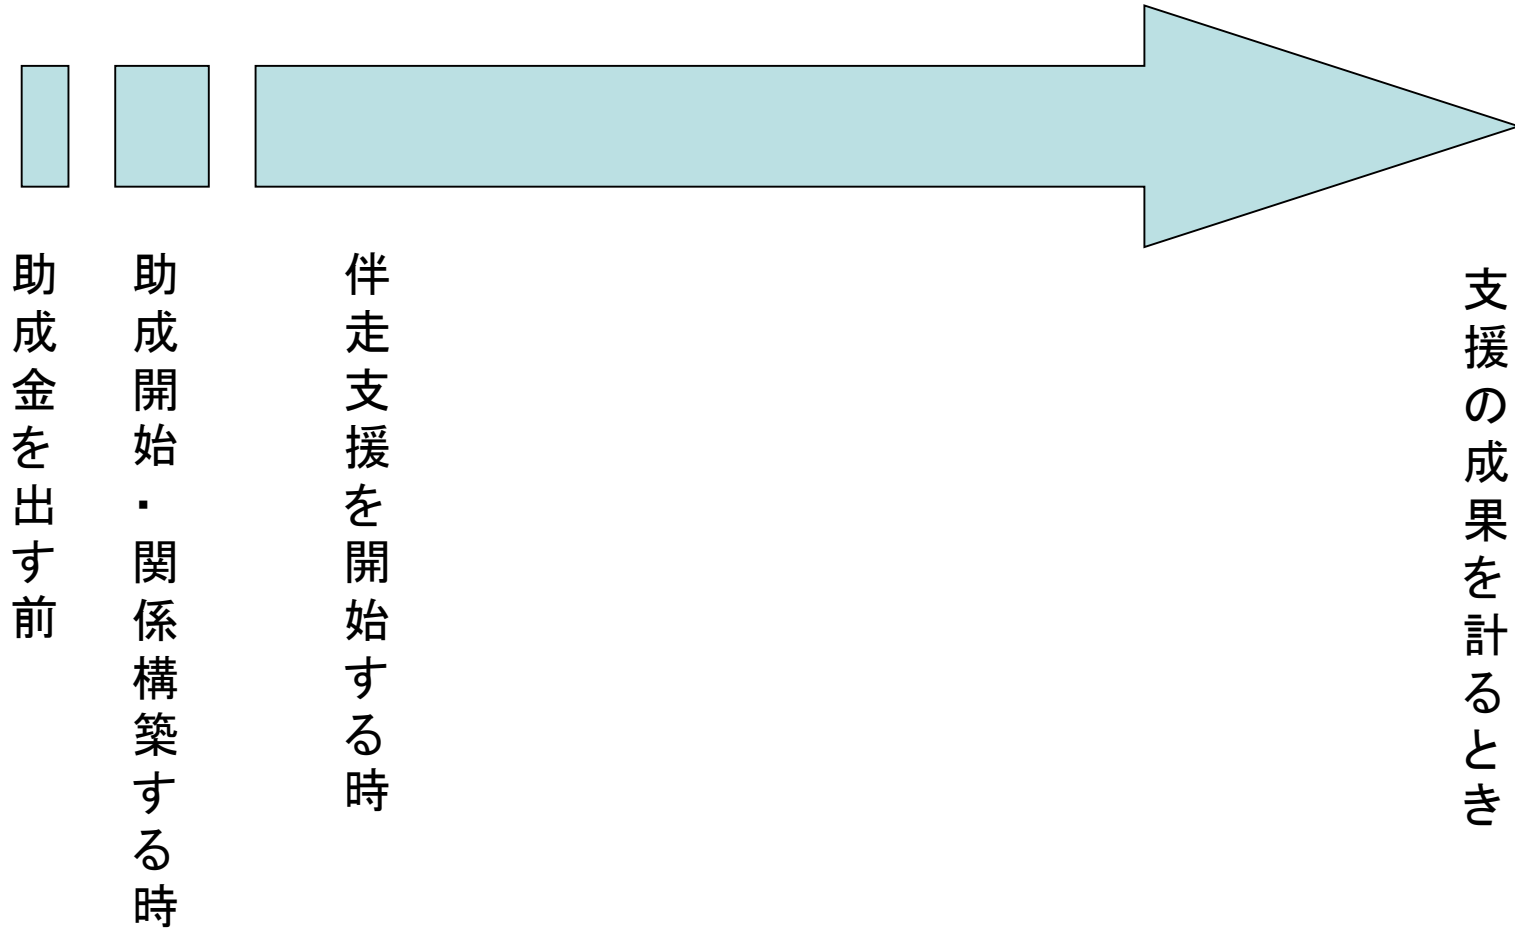 助成金を出す前
助成開始・関係構築する時
伴走支援を開始する時
支援の成果を計るとき